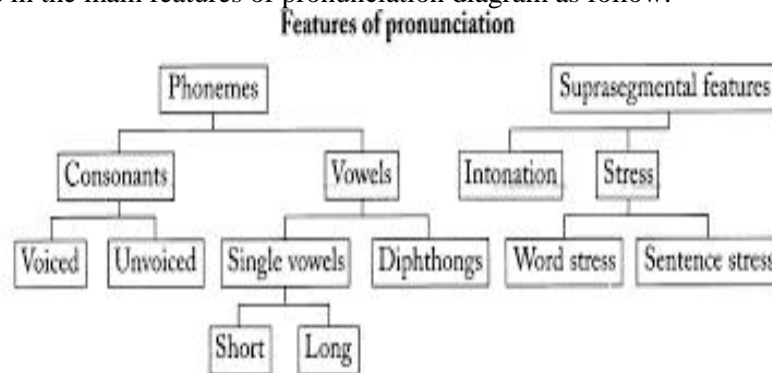 in the main features of pronunciation diagram as follow:
Features of pronunciation
Phonemes
Suprasegmental features
Consonants
Vowels
Intonation
Stress
Voiced
Unvoiced
Single vowels
Diphthongs
Word stress
Sentence stress
Short
Long